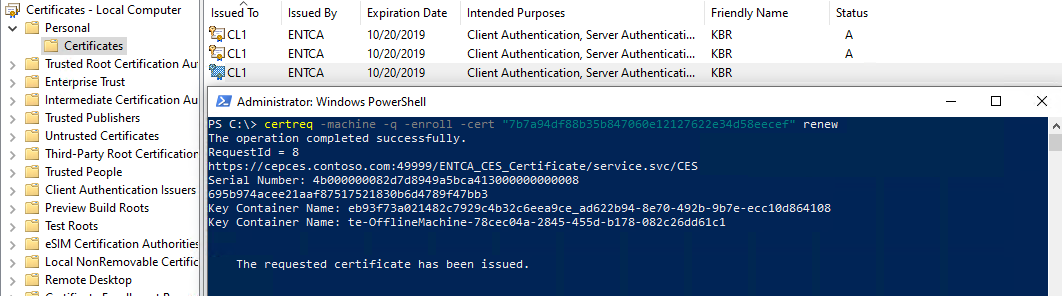 Certificates - Local Computer
Personal
Certificates
Trusted Root Certification Au
Enterprise Trust
Intermediate Certification Au
Trusted Publishers
Untrusted Certificates
Third-Party Root Certification
Trusted People
Client Authentication Issuers
Preview Build Roots
Test Roots
eSIM Certification Authorities
Local NonRemovable Certific
Remote Desktop
Issued To Issued By Expiration Date Intended Purposes Friendly Name Status
CL1 ENTCA 10/20/2019 Client Authentication, Server Authenticati... KBR A
CL1 ENTCA 10/20/2019 Client Authentication, Server Authenticati... KBR A
CL1 ENTCA 10/20/2019 Client Authentication, Server Authenticati... KBR
Administrator: Windows PowerShell
PS C:\> certreq -machine -q -enroll -cert "7b7a94df88b35b847060e12127622e34d58eecef" renew
The operation completed successfully.
RequestId = 8
https://cepces.contoso.com:49999/ENTCA_CES_Certificate/service.svc/CES
Serial Number: 4b000000082d7d8949a5bca413000000000008
695b974acee21aaf87517521830b6d4789f47bb3
Key Container Name: eb93f73a021482c7929c4b32c6eea9ce_ad622b94-8e70-492b-9b7e-ecc10d864108
Key Container Name: te-OfflineMachine-78cec04a-2845-455d-b178-082c26dd61c1
The requested certificate has been issued.